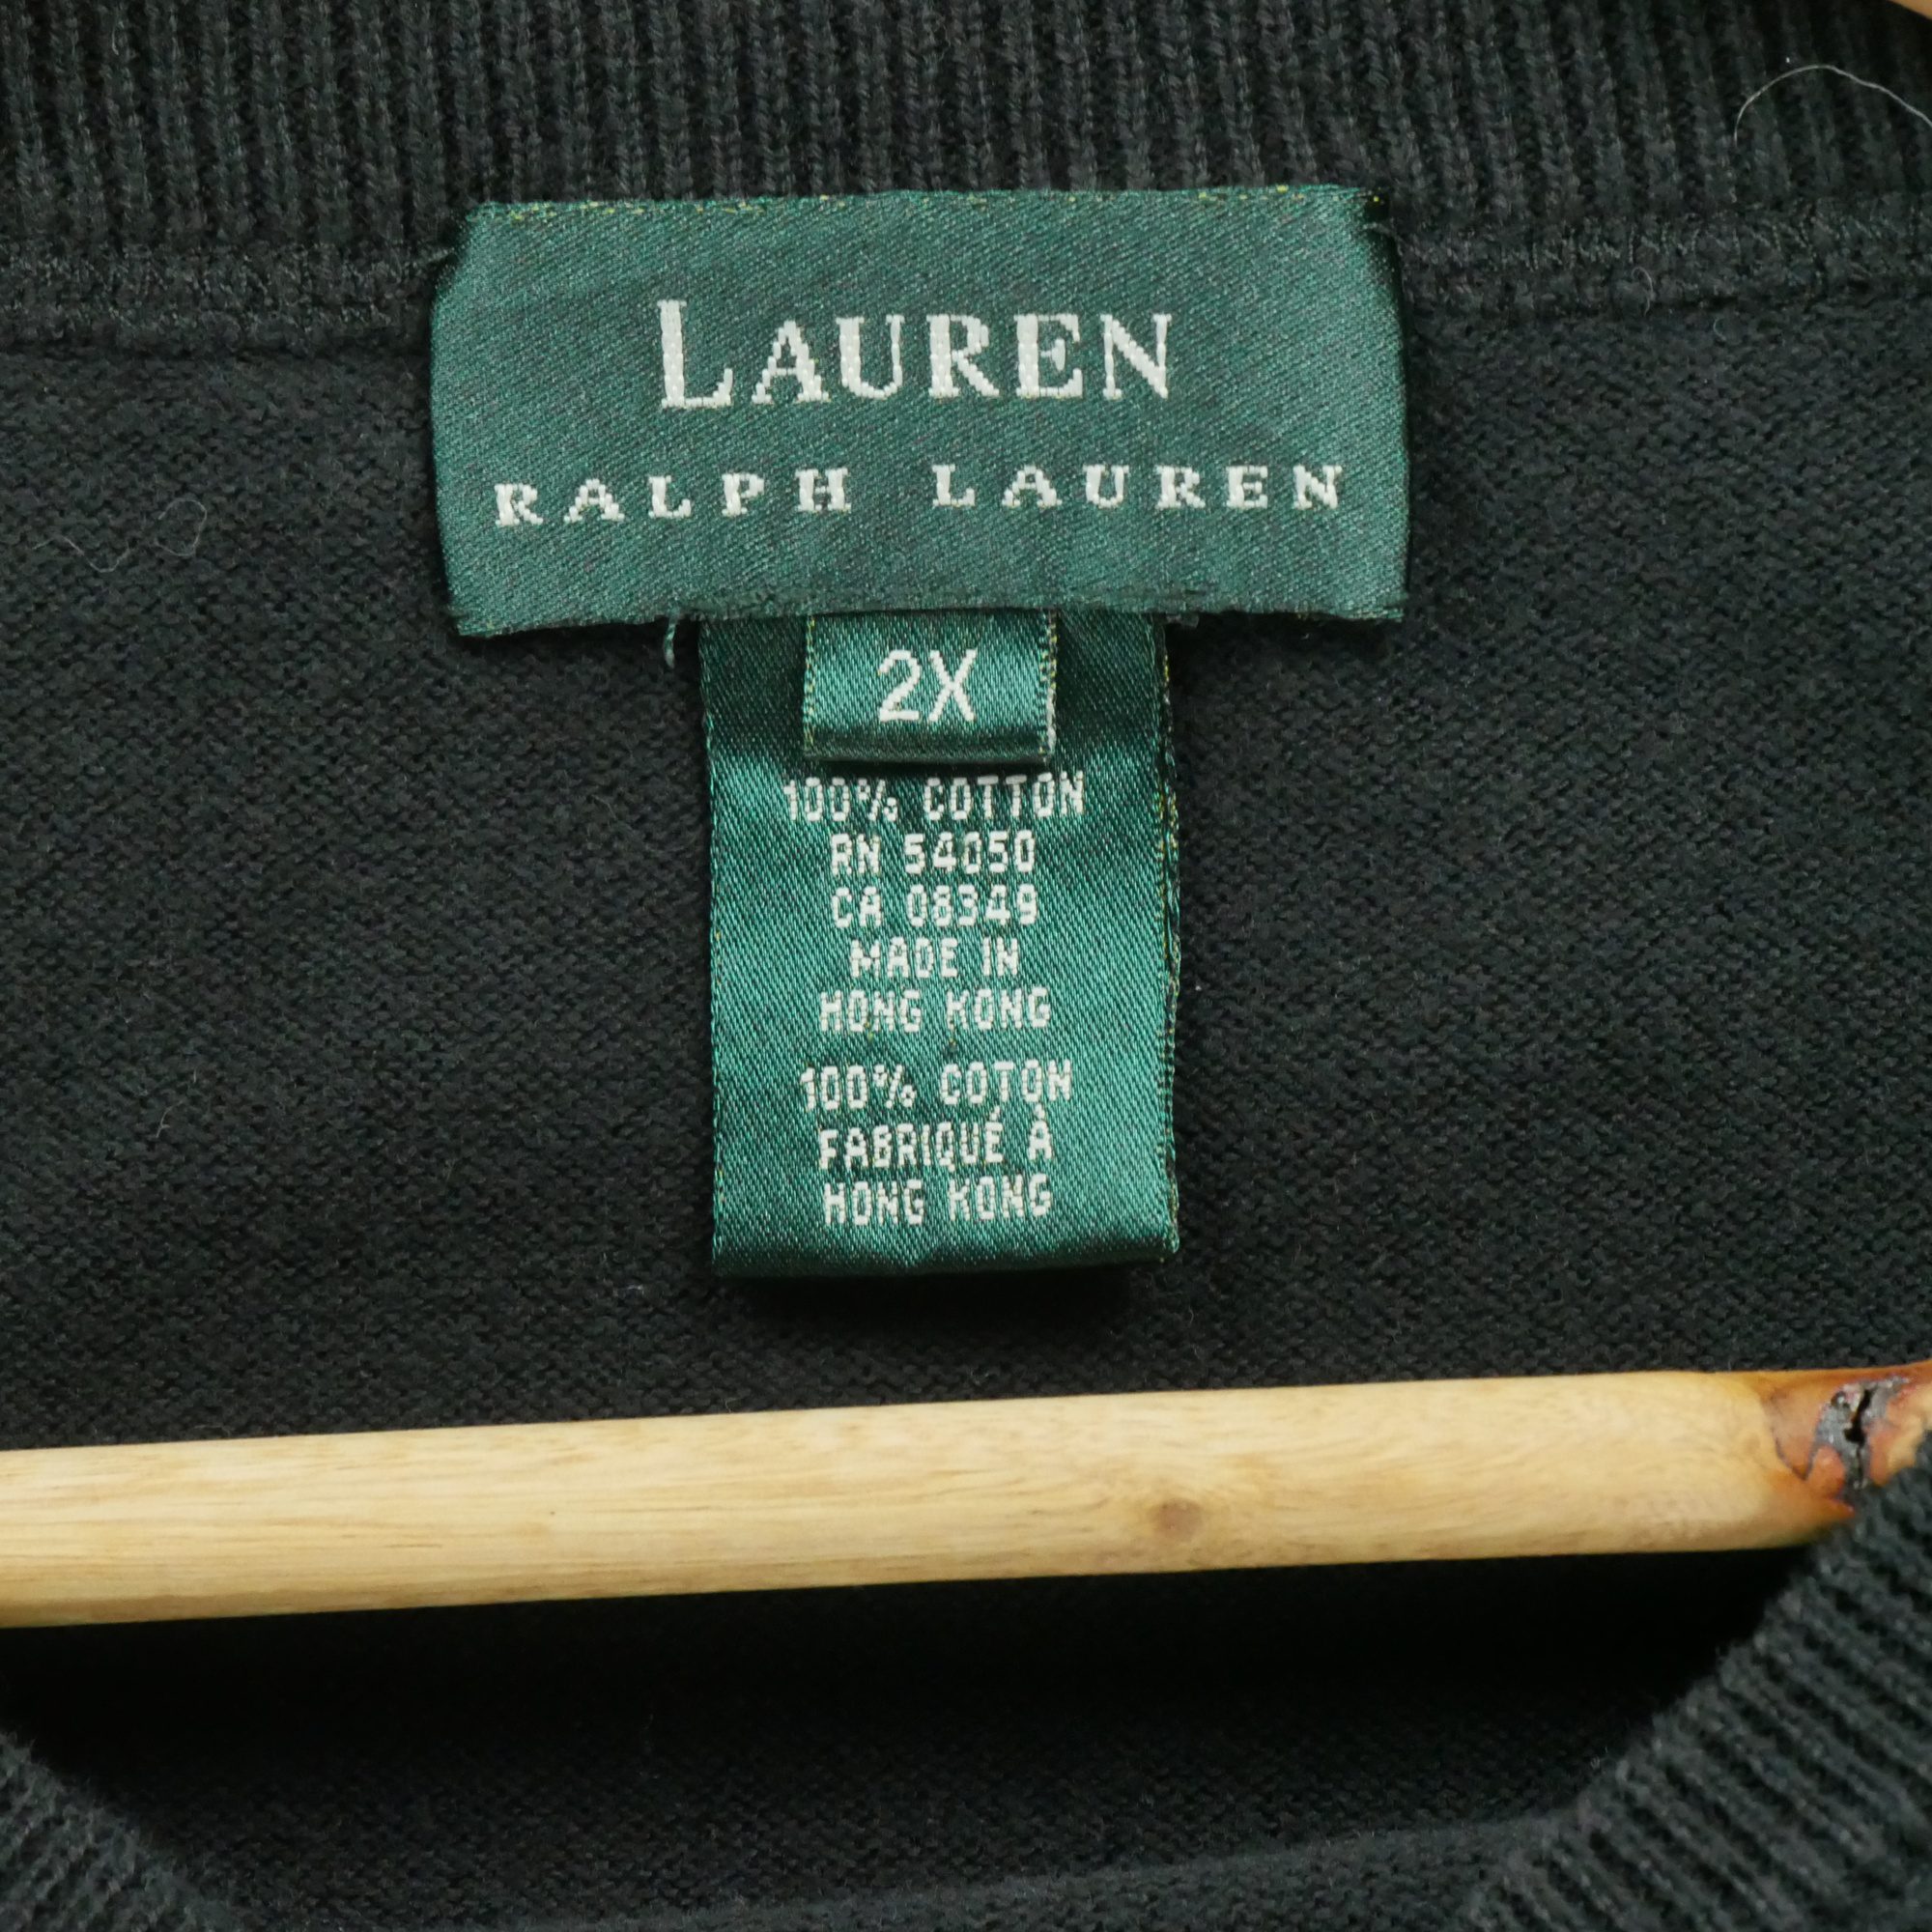 LAUREN
RALPH LAUREN
2X
100% COTTON
RN 54050
CA 08349
MADE IN
HONG KONG
100% COTON
FABRIQUÉ À
HONG KONG